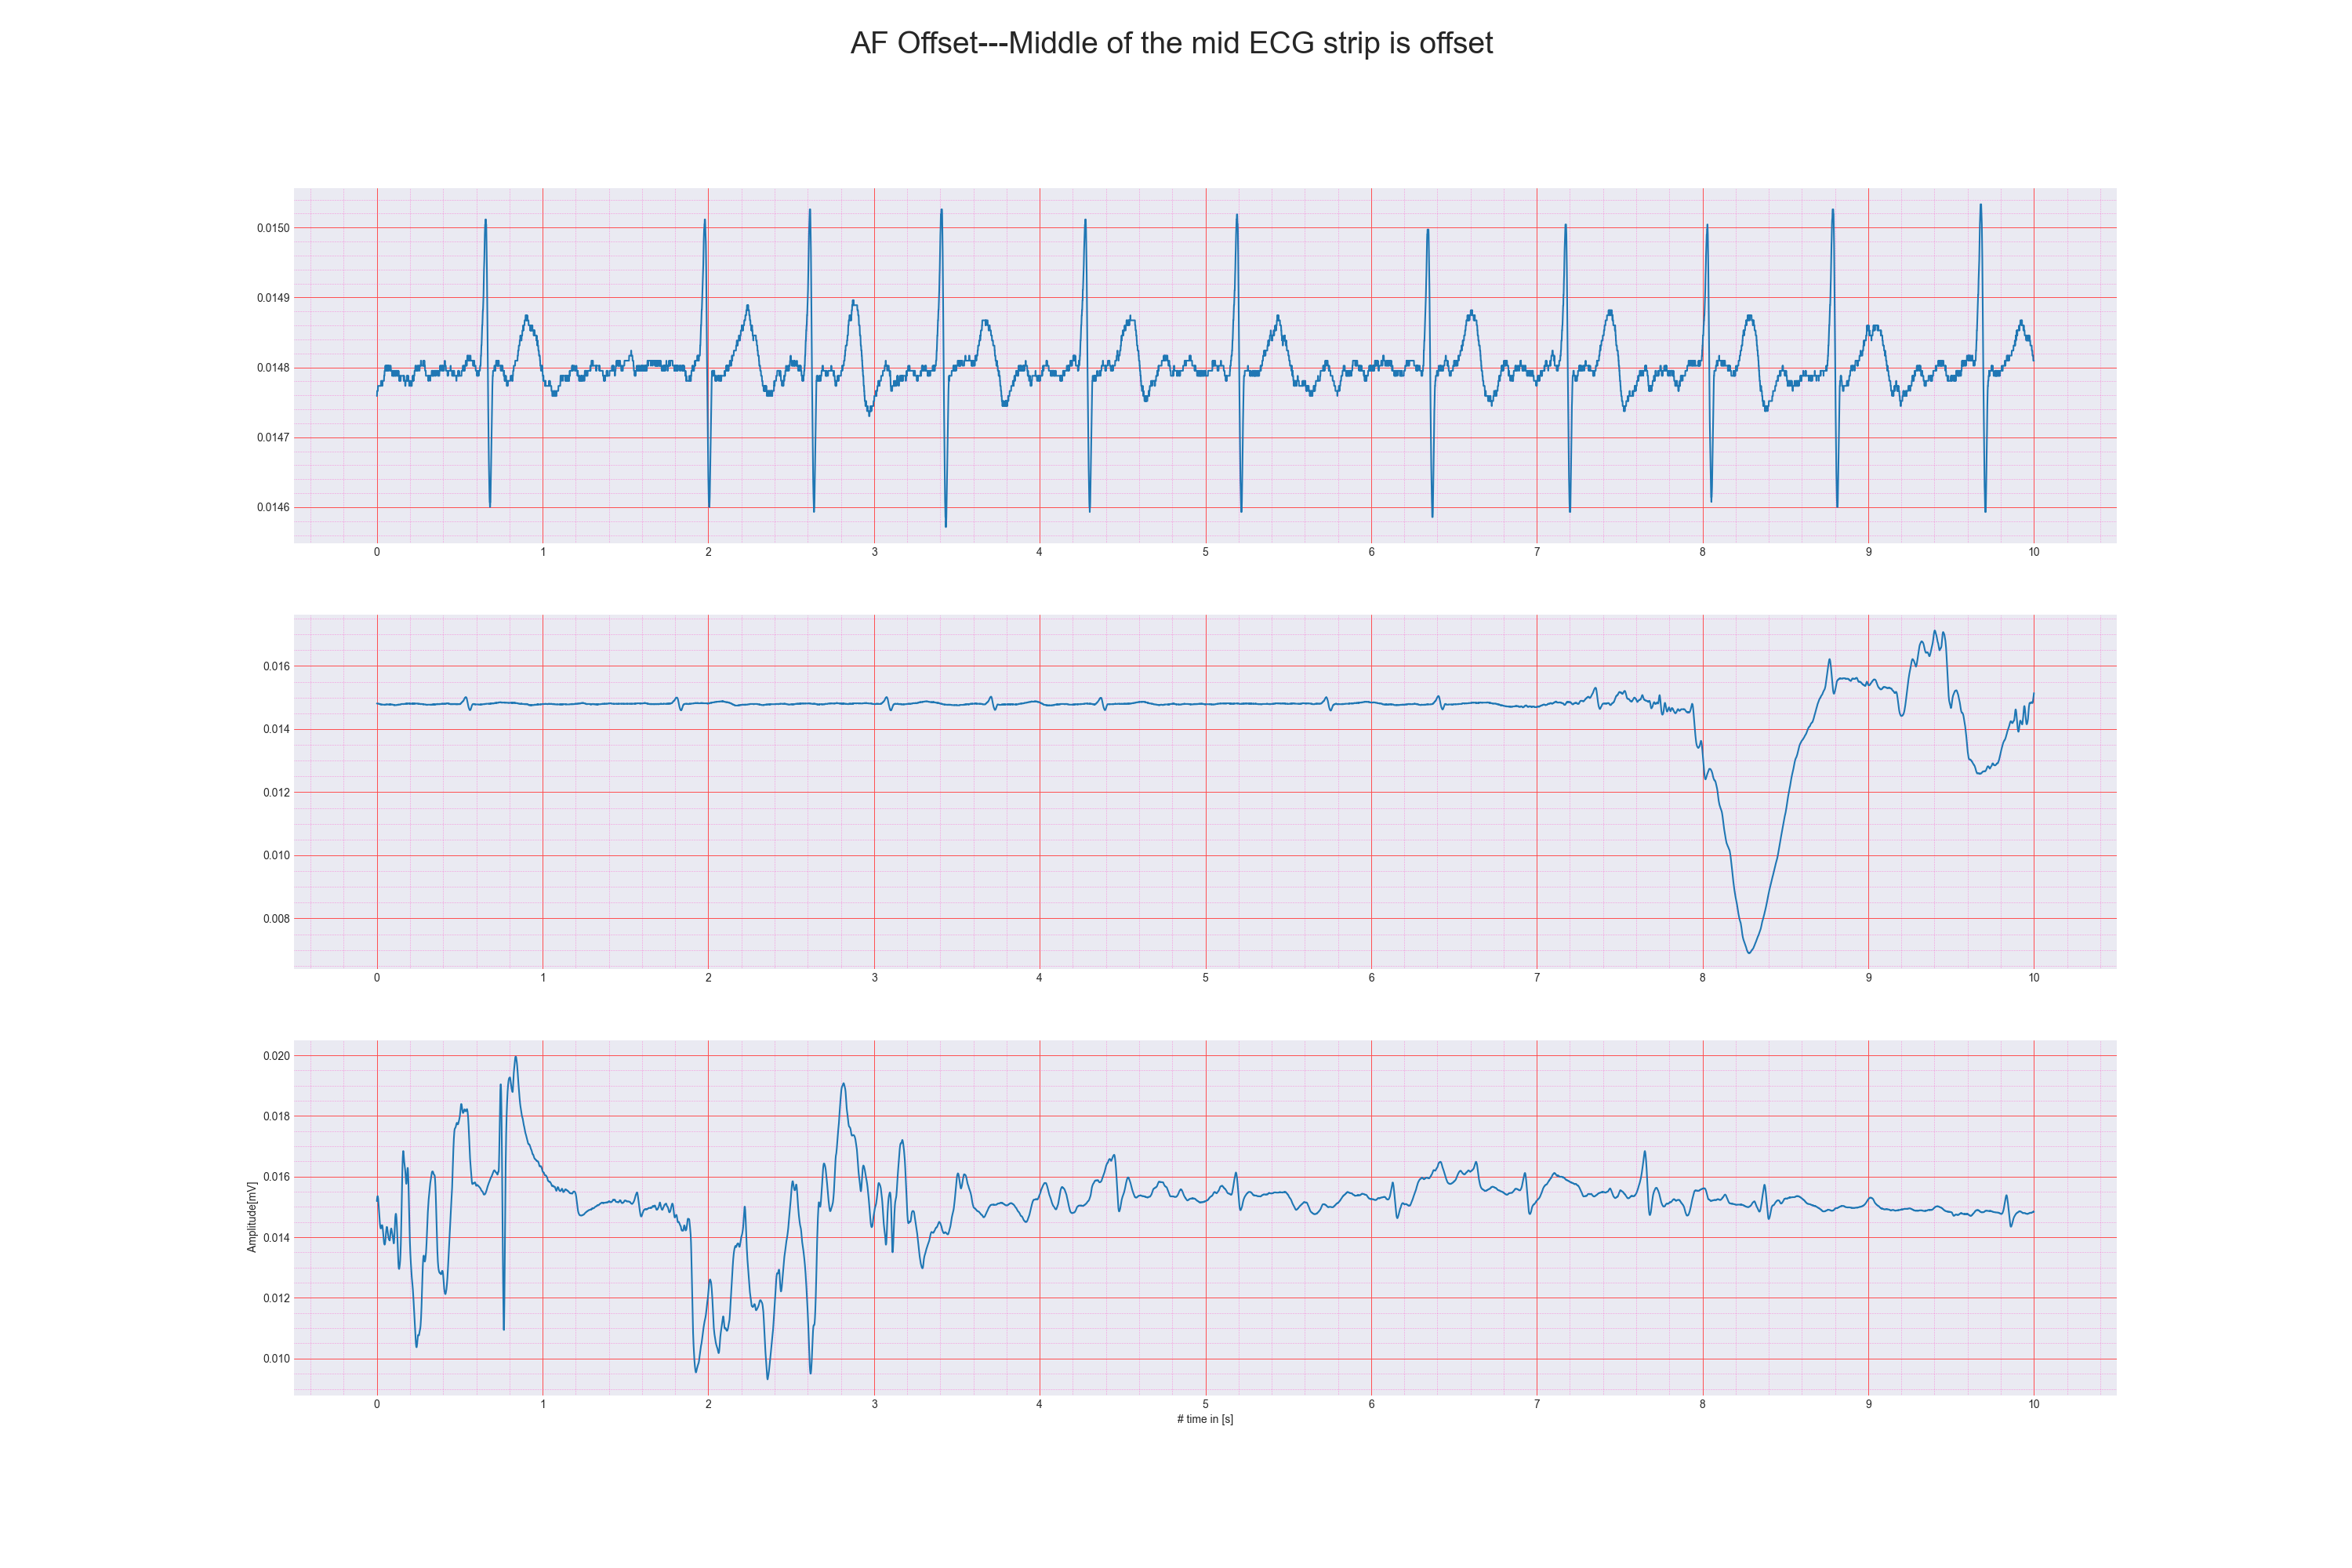 AF Offset---Middle of the mid ECG strip is offset
0.0150
0.0149
0.0148
0.0147
0.0146
0 1 2 3 4 5 6 7 8 9 10
0.016
0.014
0.012
0.010
0.008
0 1 2 3 4 5 6 7 8 9 10
0.020
0.018
0.016
0.014
0.012
0.010
Amplitude[mV]
0 1 2 3 4 5 6 7 8 9 10
# time in [s]